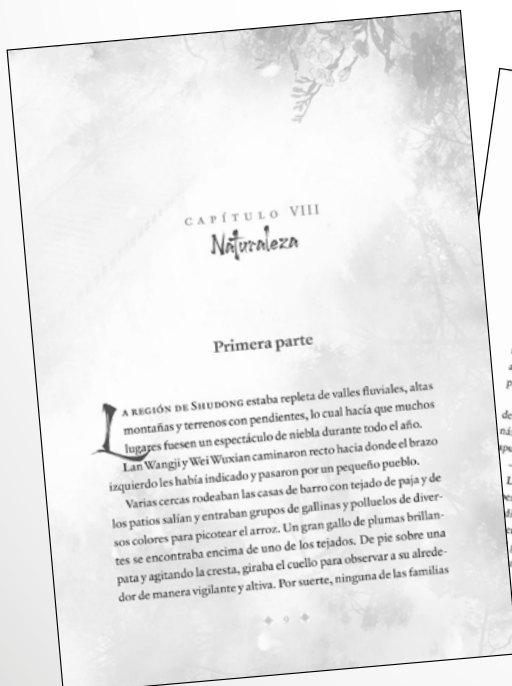 CAPÍTULO VIII
Naturaleza
Primera parte
LA REGIÓN DE SHUDONG estaba repleta de valles fluviales, altas
montañas y terrenos con pendientes, lo cual hacía que muchos
lugares fuesen un espectáculo de niebla durante todo el año.
Lan Wangji y Wei Wuxian caminaron recto hacia donde el brazo
izquierdo les había indicado y pasaron por un pequeño pueblo.
Varias cercas rodeaban las casas de barro con tejado de paja y de
los patios salían y entraban grupos de gallinas y polluelos de diver-
sos colores para picotear el arroz. Un gran gallo de plumas brillan-
tes se encontraba encima de uno de los tejados. De pie sobre una
pata y agitando la cresta, giraba el cuello para observar a su alrede-
dor de manera vigilante y altiva. Por suerte, ninguna de las familias
9